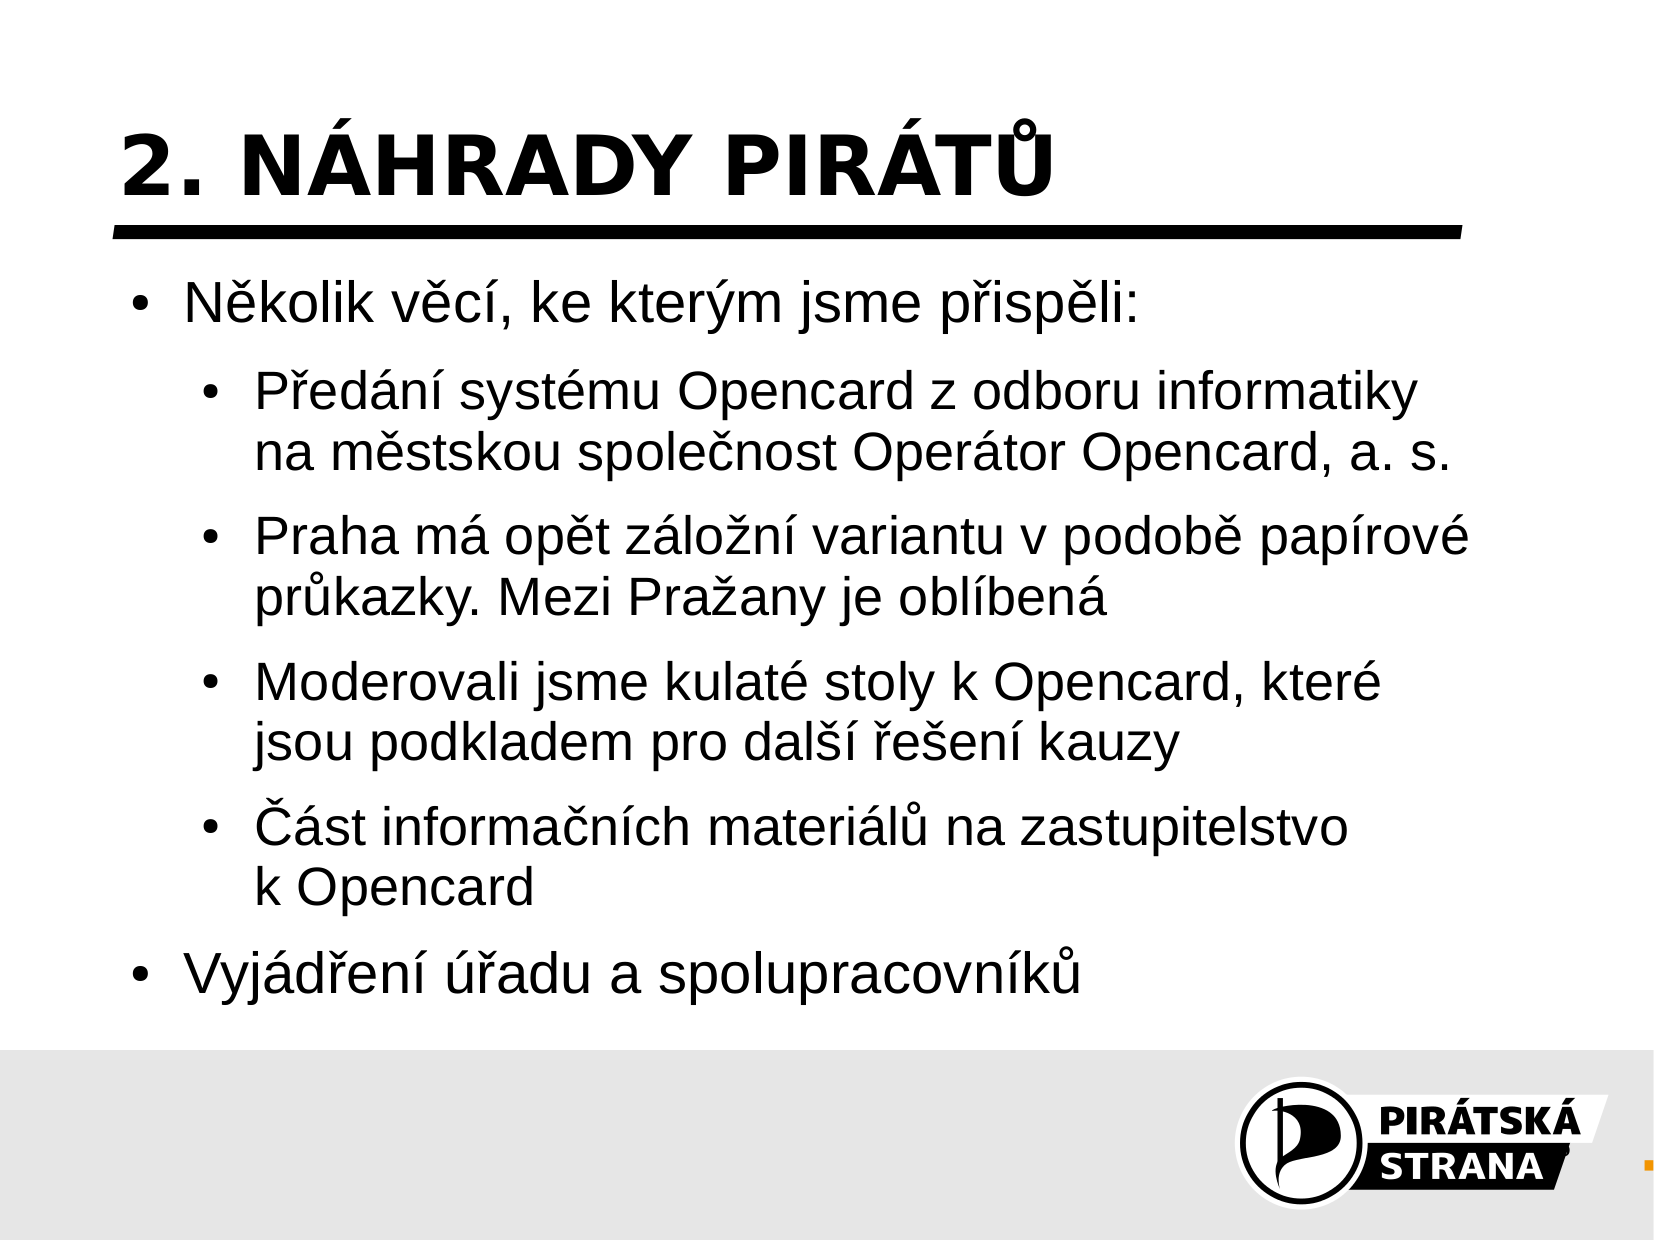 2. NÁHRADY PIRÁTŮ
• Několik věcí, ke kterým jsme přispěli:
• Předání systému Opencard z odboru informatiky
na městskou společnost Operátor Opencard, a. s.
• Praha má opět záložní variantu v podobě papírové
průkazky. Mezi Pražany je oblíbená
• Moderovali jsme kulaté stoly k Opencard, které
jsou podkladem pro další řešení kauzy
• Část informačních materiálů na zastupitelstvo
k Opencard
• Vyjádření úřadu a spolupracovníků
PIRÁTSKÁ
STRANA